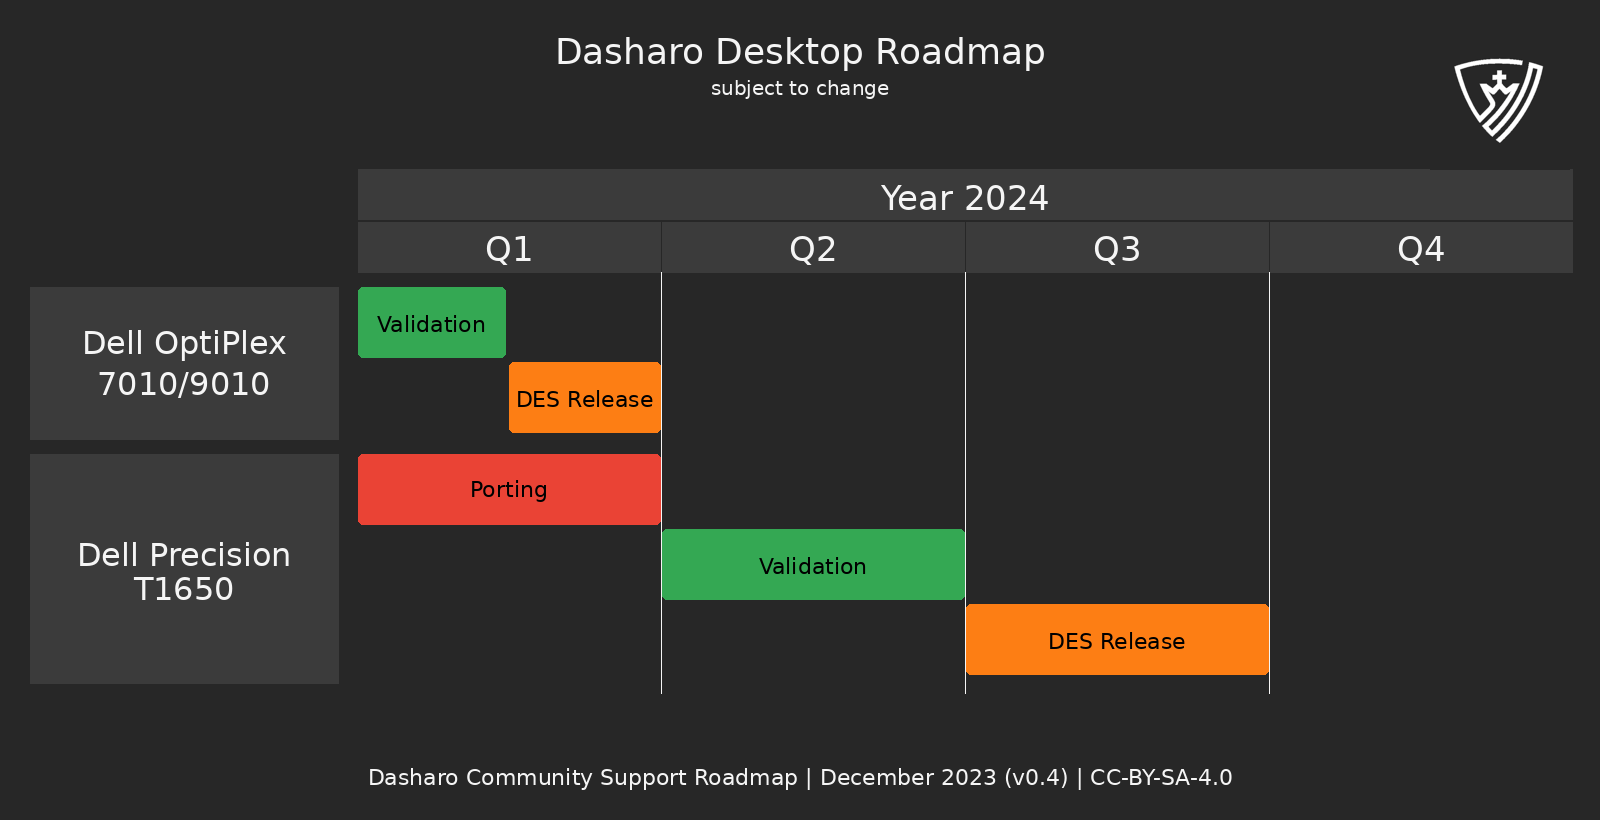 Dasharo Desktop Roadmap
subject to change
Year 2024
Q1 Q2 Q3 Q4
Dell OptiPlex
7010/9010
Validation
DES Release
Dell Precision
T1650
Porting
Validation
DES Release
Dasharo Community Support Roadmap | December 2023 (v0.4) | CC-BY-SA-4.0